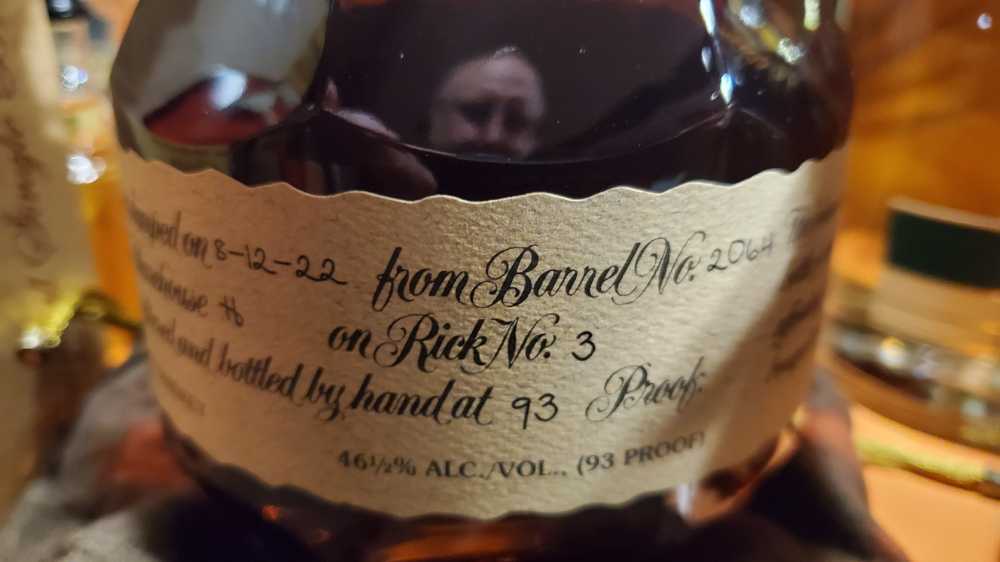 on 8-12-22 from Barrel No. 2064
Warehouse H
on Rick No. 3
and bottled by hand at 93 Proof.
46½% ALC./VOL., (93 PROOF)